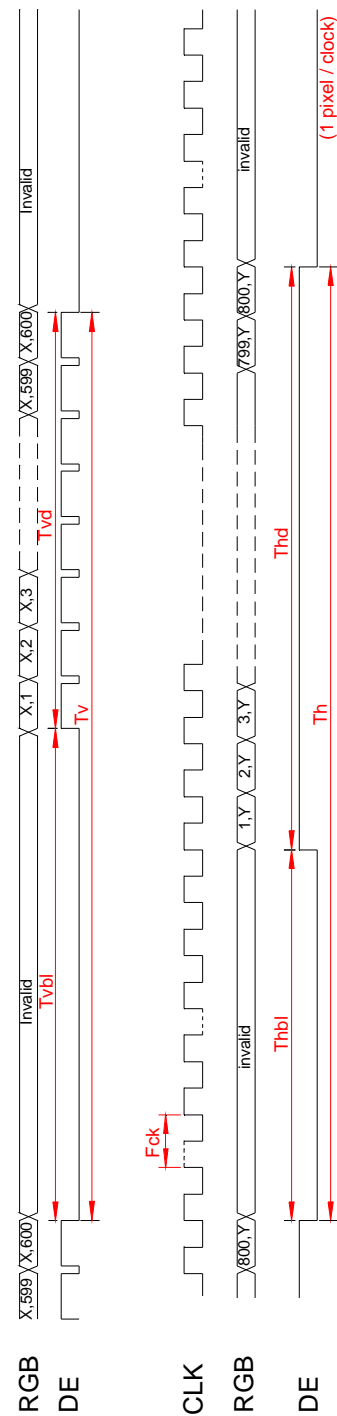 RGB
X,599
X,600
Invalid
X,1
X,2
X,3
X,599
X,600
Invalid
DE
Tvbl
Tvd
Tv
CLK
Fck
RGB
800,Y
invalid
1,Y
2,Y
3,Y
799,Y
800,Y
invalid
DE
Thbl
Thd
Th
(1 pixel / clock)